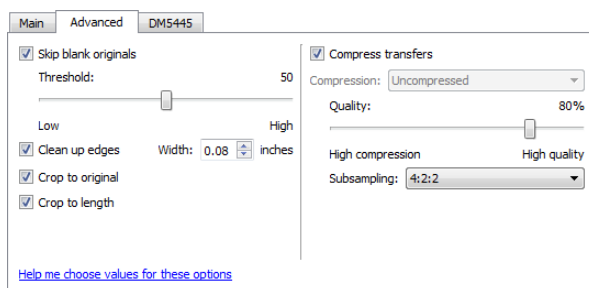 Main Advanced DM5445
Skip blank originals
Threshold: 50
Low High
Clean up edges Width: 0.08 inches
Crop to original
Crop to length
Help me choose values for these options
Compress transfers
Compression: Uncompressed
Quality: 80%
High compression High quality
Subsampling: 4:2:2